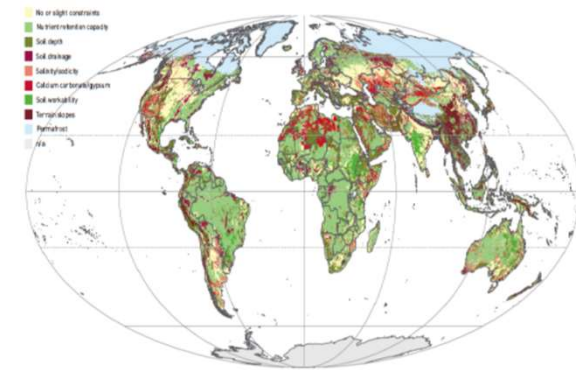 No or slight constraints
Nutrient retention capacity
Soil depth
Soil drainage
Salinity/sodicity
Calcium carbonate/gypsum
Soil workability
Terrain slopes
Permafrost
n/a